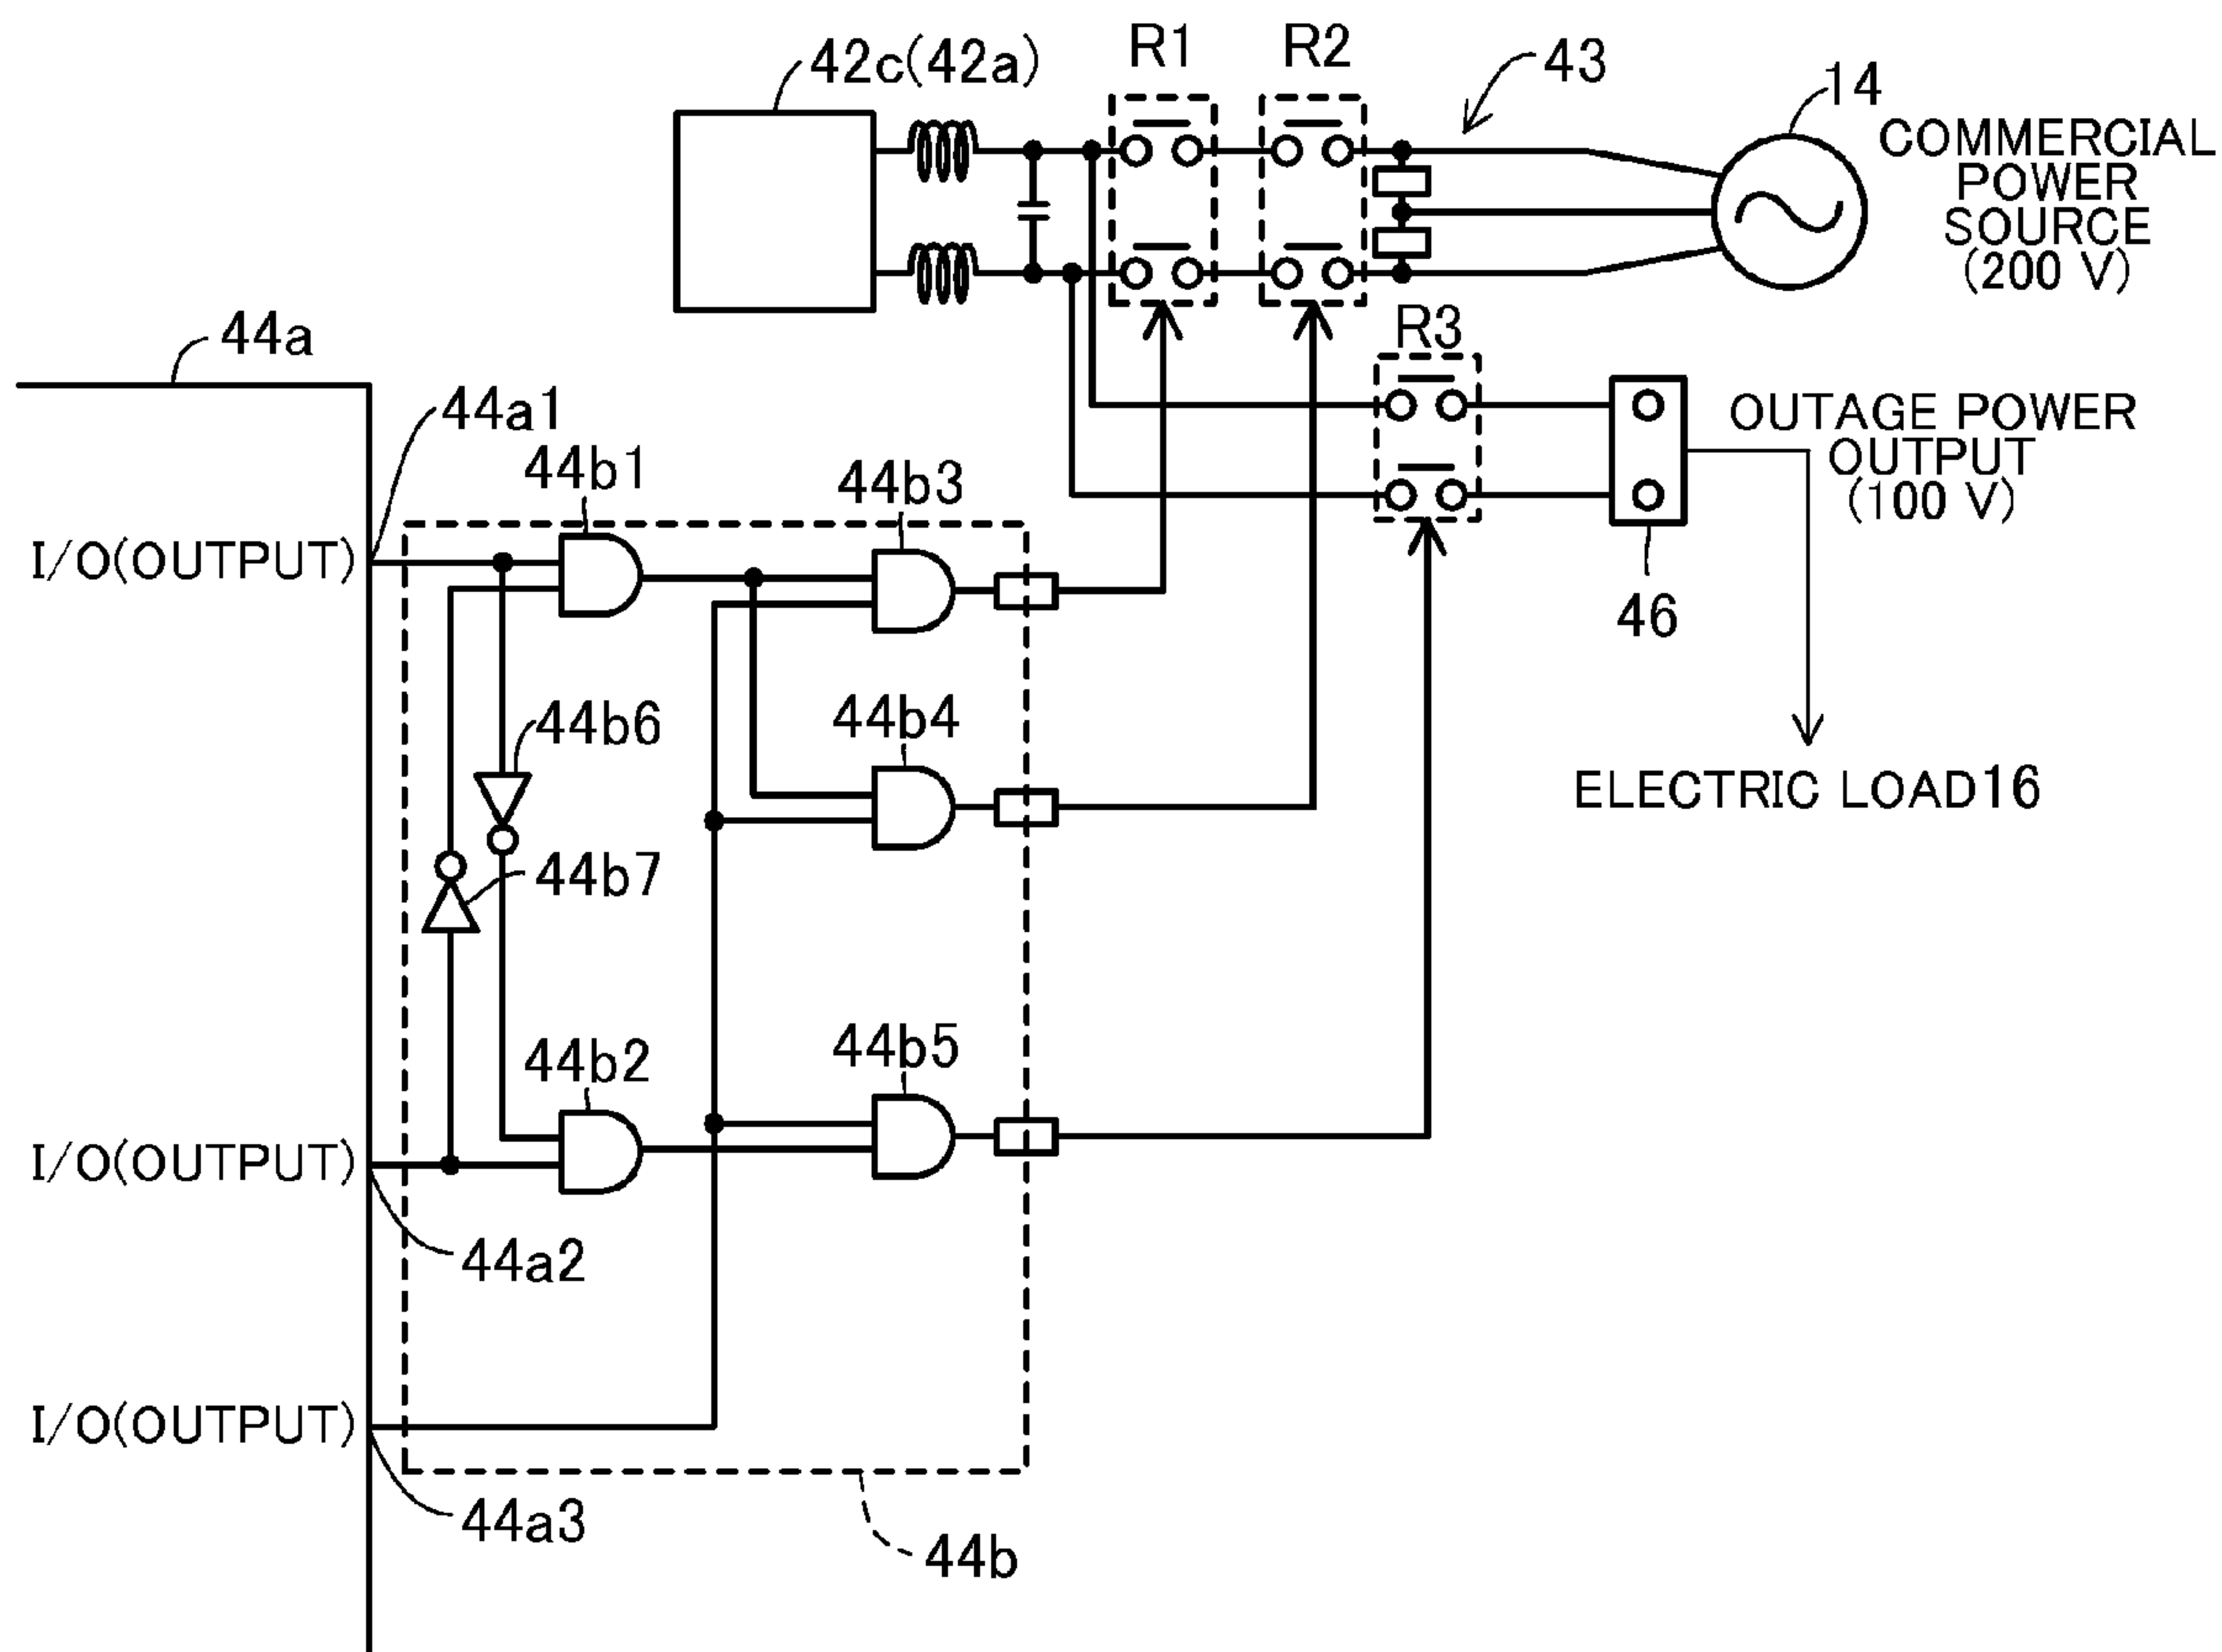 42c(42a)
R1
R2
43
14
COMMERCIAL
POWER
SOURCE
(200 V)
44a
R3
44a1
OUTAGE POWER
OUTPUT
(100 V)
44b1
44b3
I/O(OUTPUT)
46
44b6
44b4
ELECTRIC LOAD16
44b7
44b2
44b5
I/O(OUTPUT)
44a2
I/O(OUTPUT)
44a3
44b